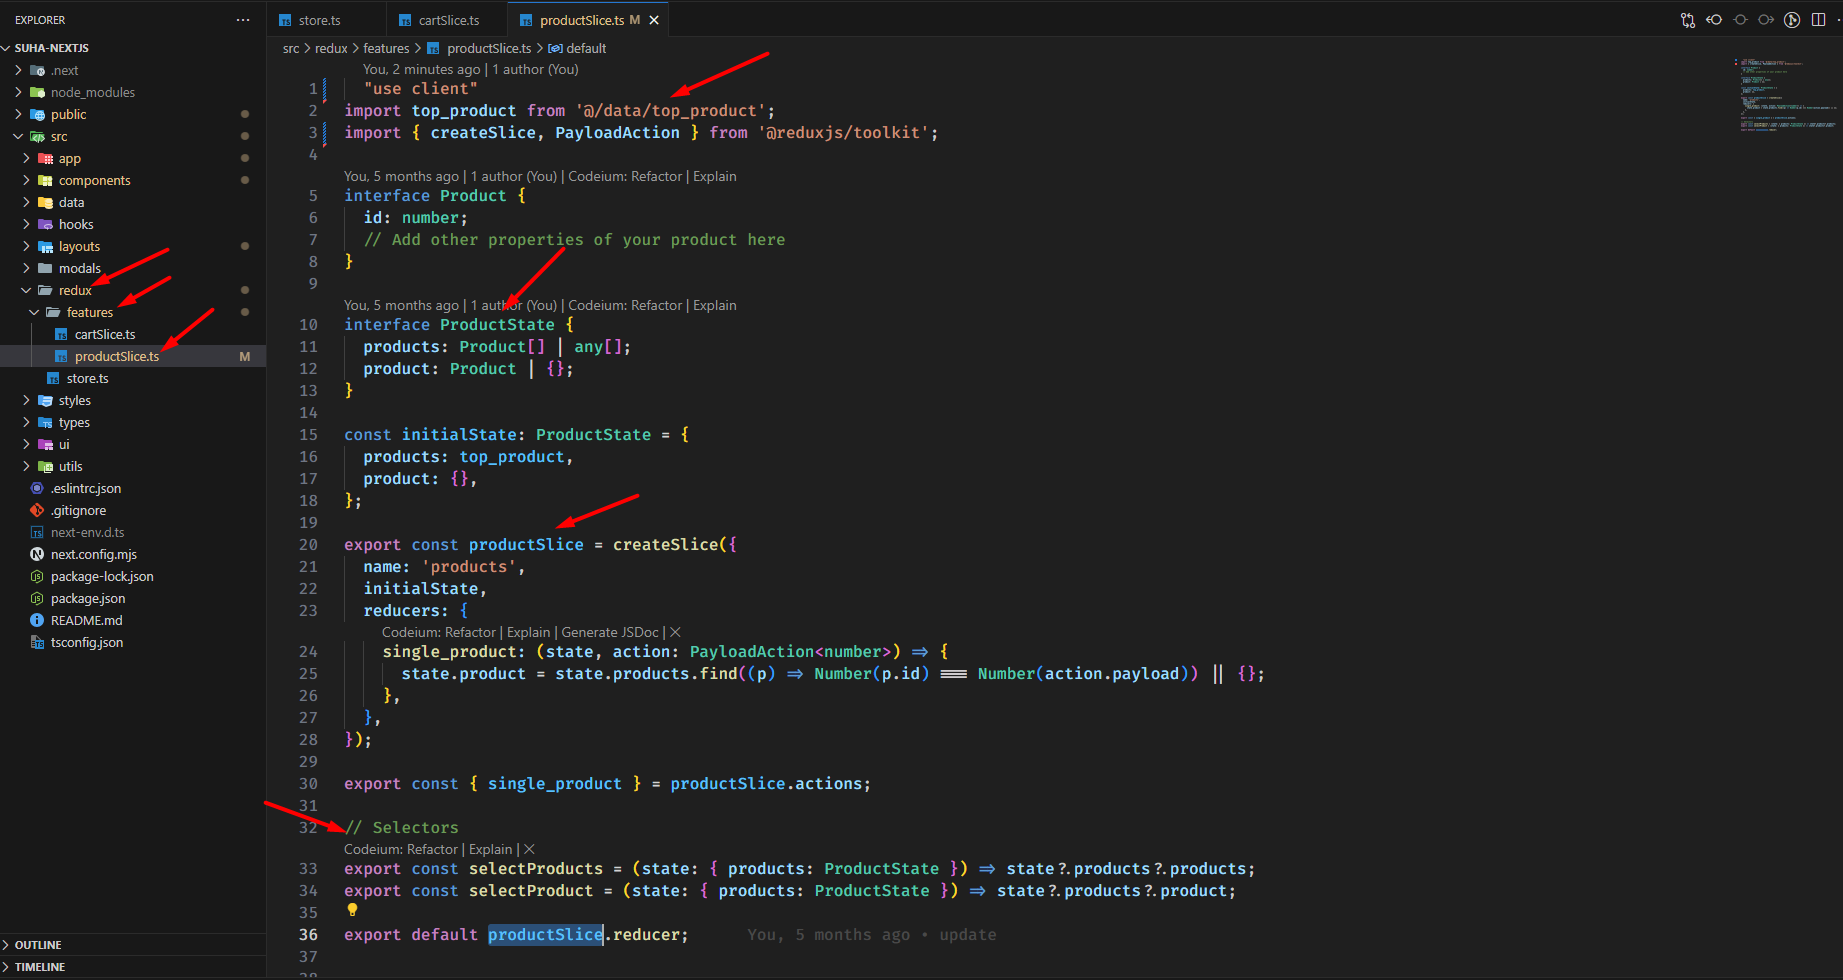 EXPLORER
SUHA-NEXTJS
.next
node_modules
public
src
app
components
data
hooks
layouts
modals
redux
features
cartSlice.ts
productSlice.ts M
store.ts
styles
types
ui
utils
.eslintrc.json
.gitignore
next-env.d.ts
next.config.mjs
package-lock.json
package.json
README.md
tsconfig.json
OUTLINE
TIMELINE
store.ts
cartSlice.ts
productSlice.ts M
src > redux > features > productSlice.ts > default
You, 2 minutes ago | 1 author (You)
1 "use client"
2 import top_product from '@/data/top_product';
3 import { createSlice, PayloadAction } from '@reduxjs/toolkit';
4
You, 5 months ago | 1 author (You) | Codeium: Refactor | Explain
5 interface Product {
6 id: number;
7 // Add other properties of your product here
8 }
9
You, 5 months ago | 1 author (You) | Codeium: Refactor | Explain
10 interface ProductState {
11 products: Product[] | any[];
12 product: Product | {};
13 }
14
15 const initialState: ProductState = {
16 products: top_product,
17 product: {},
18 };
19
20 export const productSlice = createSlice({
21 name: 'products',
22 initialState,
23 reducers: {
Codeium: Refactor | Explain | Generate JSDoc | X
24 single_product: (state, action: PayloadAction<number>) => {
25 state.product = state.products.find((p) => Number(p.id) === Number(action.payload)) || {};
26 },
27 },
28 });
29
30 export const { single_product } = productSlice.actions;
31
32 // Selectors
Codeium: Refactor | Explain | X
33 export const selectProducts = (state: { products: ProductState }) => state?.products?.products;
34 export const selectProduct = (state: { products: ProductState }) => state?.products?.product;
35
36 export default productSlice.reducer; You, 5 months ago • update
37